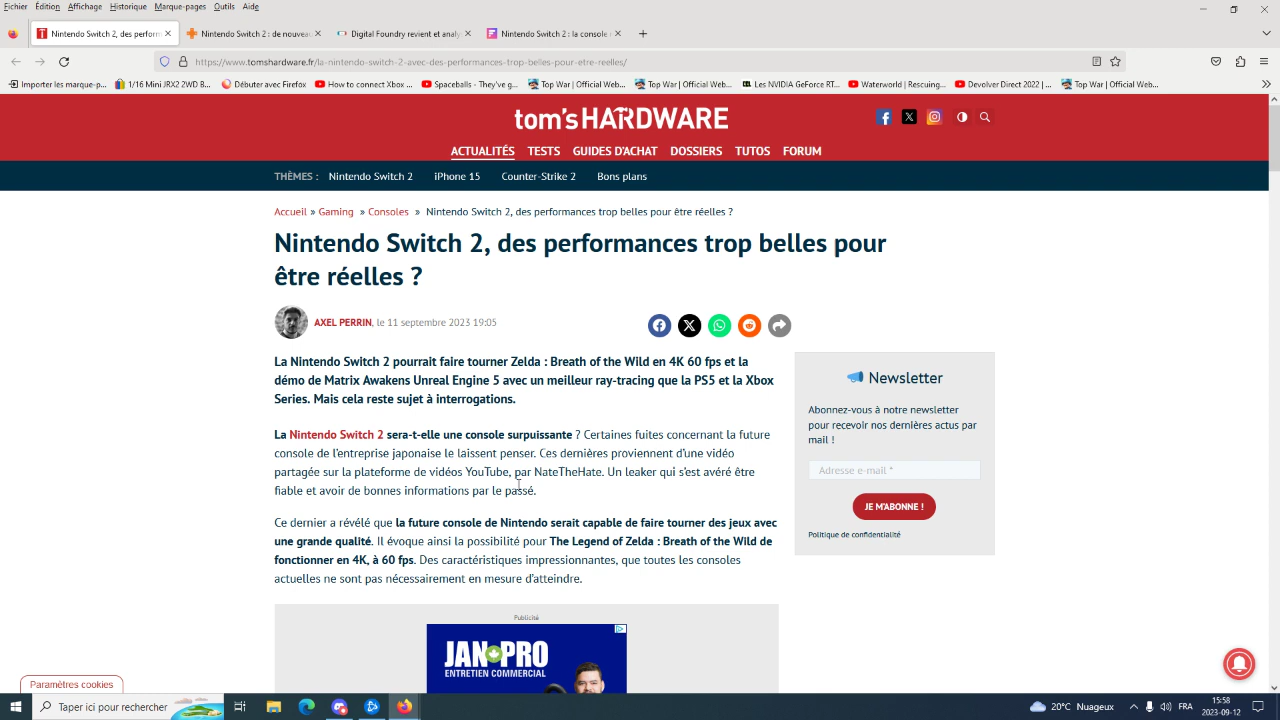 Fichier Édition Affichage Historique Marque-pages Outils Aide
Nintendo Switch 2, des perform
Nintendo Switch 2 : de nouveau
Digital Foundry revient et analy
Nintendo Switch 2 : la console
https://www.tomshardware.fr/la-nintendo-switch-2-avec-des-performances-trop-belles-pour-etre-reelles/
Importer les marque-p...
1/16 WWII Armor (2...
Débuter avec Firefox
How to connect Xbox ...
Spaceballs - They've g...
Top War | Official Web...
Top War | Official Web...
Les NVIDIA GeForce RT...
JMRX2WD | Rescuing...
Devolver Direct 2022 |...
Top War | Official Web...
tom's HARDWARE
ACTUALITÉS TESTS GUIDES D'ACHAT DOSSIERS TUTOS FORUM
THÈMES : Nintendo Switch 2 iPhone 15 Counter-Strike 2 Bons plans
Accueil » Gaming » Consoles » Nintendo Switch 2, des performances trop belles pour être réelles ?
Nintendo Switch 2, des performances trop belles pour
être réelles ?
AXEL PERRIN, le 11 septembre 2023 19:05
La Nintendo Switch 2 pourrait faire tourner Zelda : Breath of the Wild en 4K 60 fps et la
démo de Matrix Awakens Unreal Engine 5 avec un meilleur ray-tracing que la PS5 et la Xbox
Series. Mais cela reste sujet à interrogations.
La Nintendo Switch 2 sera-t-elle une console surpuissante ? Certaines fuites concernant la future
console de l'entreprise japonaise le laissent penser. Ces dernières proviennent d'une vidéo
partagée sur la plateforme de vidéos YouTube, par NateTheHate. Un leaker qui s'est avéré être
fiable et avoir de bonnes informations par le passé.
Ce dernier a révélé que la future console de Nintendo serait capable de faire tourner des jeux avec
une grande qualité. Il évoque ainsi la possibilité pour The Legend of Zelda : Breath of the Wild de
fonctionner en 4K, à 60 fps. Des caractéristiques impressionnantes, que toutes les consoles
actuelles ne sont pas nécessairement en mesure d'atteindre.
Newsletter
Abonnez-vous à notre newsletter
pour recevoir nos dernières actus par
mail !
Adresse e-mail *
JE M'ABONNE !
Politique de confidentialité
Publicité
JAN-PRO
ENTRETIEN COMMERCIAL
Paramètres cookies
Taper ici pour rechercher
20°C Nuageux
FRA
15:58
2023-09-12